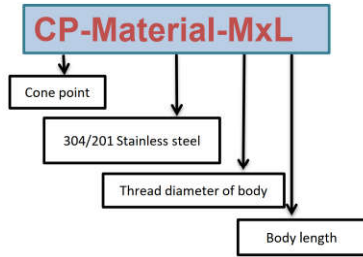 CP-Material-MxL
Cone point
304/201 Stainless steel
Thread diameter of body
Body length